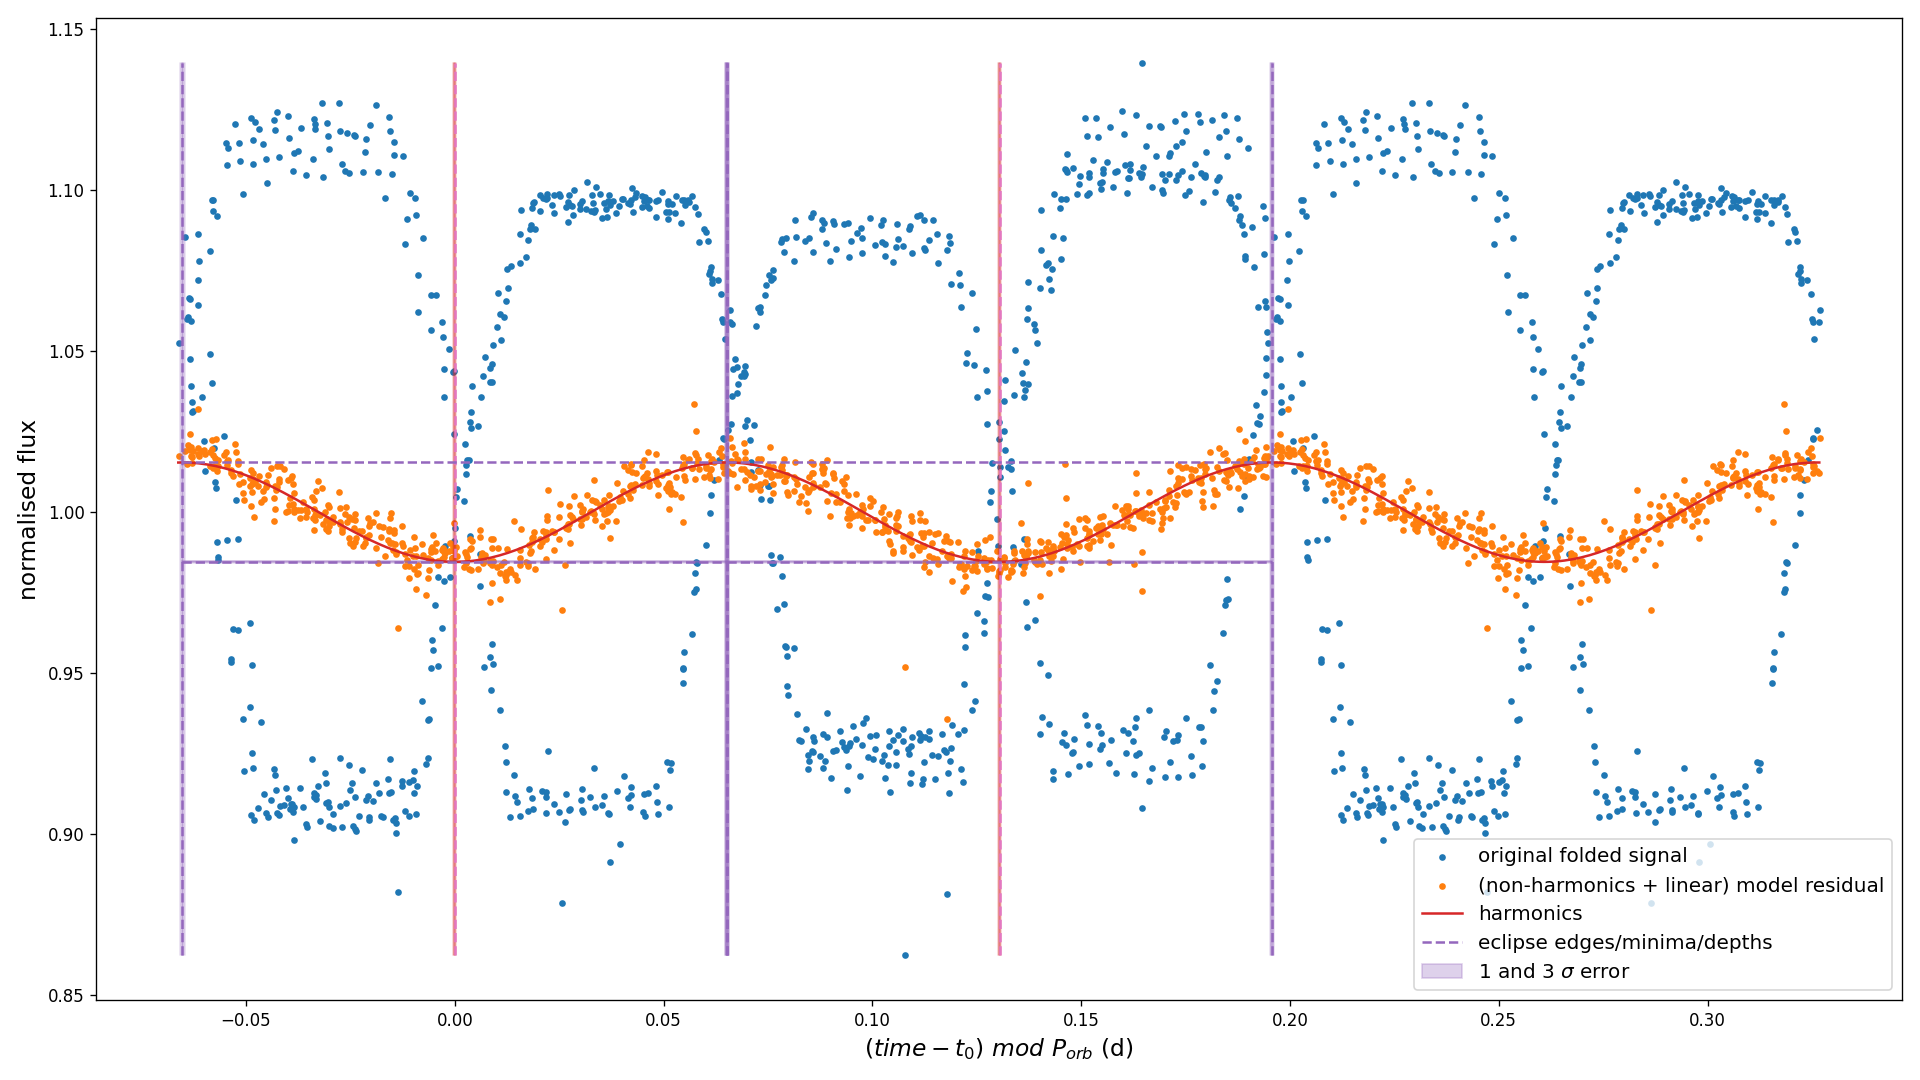 1.15
1.10
1.05
1.00
0.95
0.90
0.85
normalised flux
−0.05
0.00
0.05
0.10
0.15
0.20
0.25
0.30
(time − t₀) mod Pₒᵣb (d)
original folded signal
(non-harmonics + linear) model residual
harmonics
eclipse edges/minima/depths
1 and 3 σ error